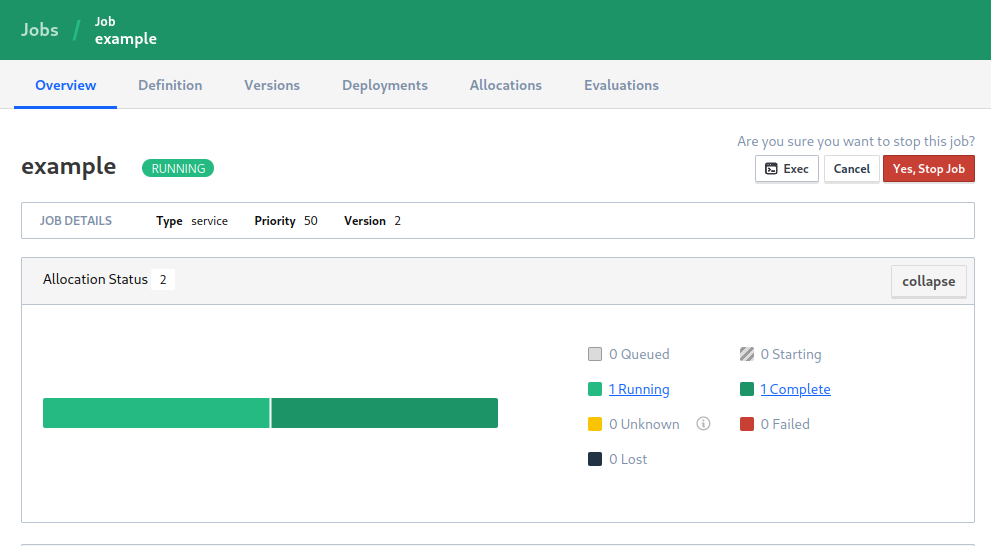 Jobs / Job
example
Overview Definition Versions Deployments Allocations Evaluations
Are you sure you want to stop this job?
example RUNNING Exec Cancel Yes, Stop Job
JOB DETAILS Type service Priority 50 Version 2
Allocation Status 2 collapse
0 Queued 0 Starting
1 Running 1 Complete
0 Unknown 0 Failed
0 Lost